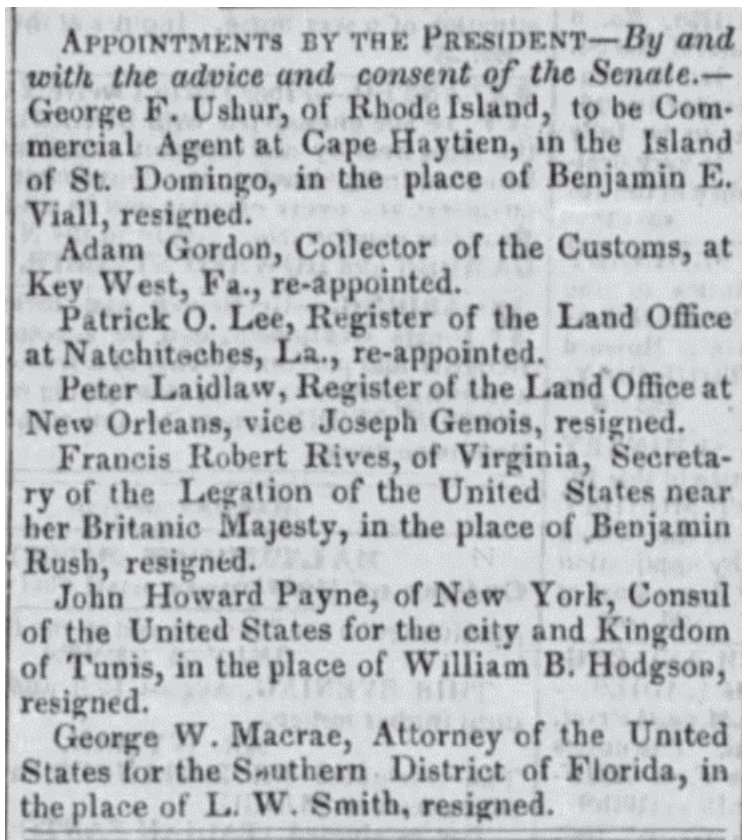 APPOINTMENTS BY THE PRESIDENT—By and
with the advice and consent of the Senate.—
George F. Ushur, of Rhode Island, to be Com-
mercial Agent at Cape Haytien, in the Island
of St. Domingo, in the place of Benjamin E.
Viall, resigned.
Adam Gordon, Collector of the Customs, at
Key West, Fa., re-appointed.
Patrick O. Lee, Register of the Land Office
at Natchitoches, La., re-appointed.
Peter Laidlaw, Register of the Land Office at
New Orleans, vice Joseph Genois, resigned.
Francis Robert Rives, of Virginia, Secreta-
ry of the Legation of the United States near
her Britanic Majesty, in the place of Benjamin
Rush, resigned.
John Howard Payne, of New York, Consul
of the United States for the city and Kingdom
of Tunis, in the place of William B. Hodgson,
resigned.
George W. Macrae, Attorney of the United
States for the Southern District of Florida, in
the place of L. W. Smith, resigned.